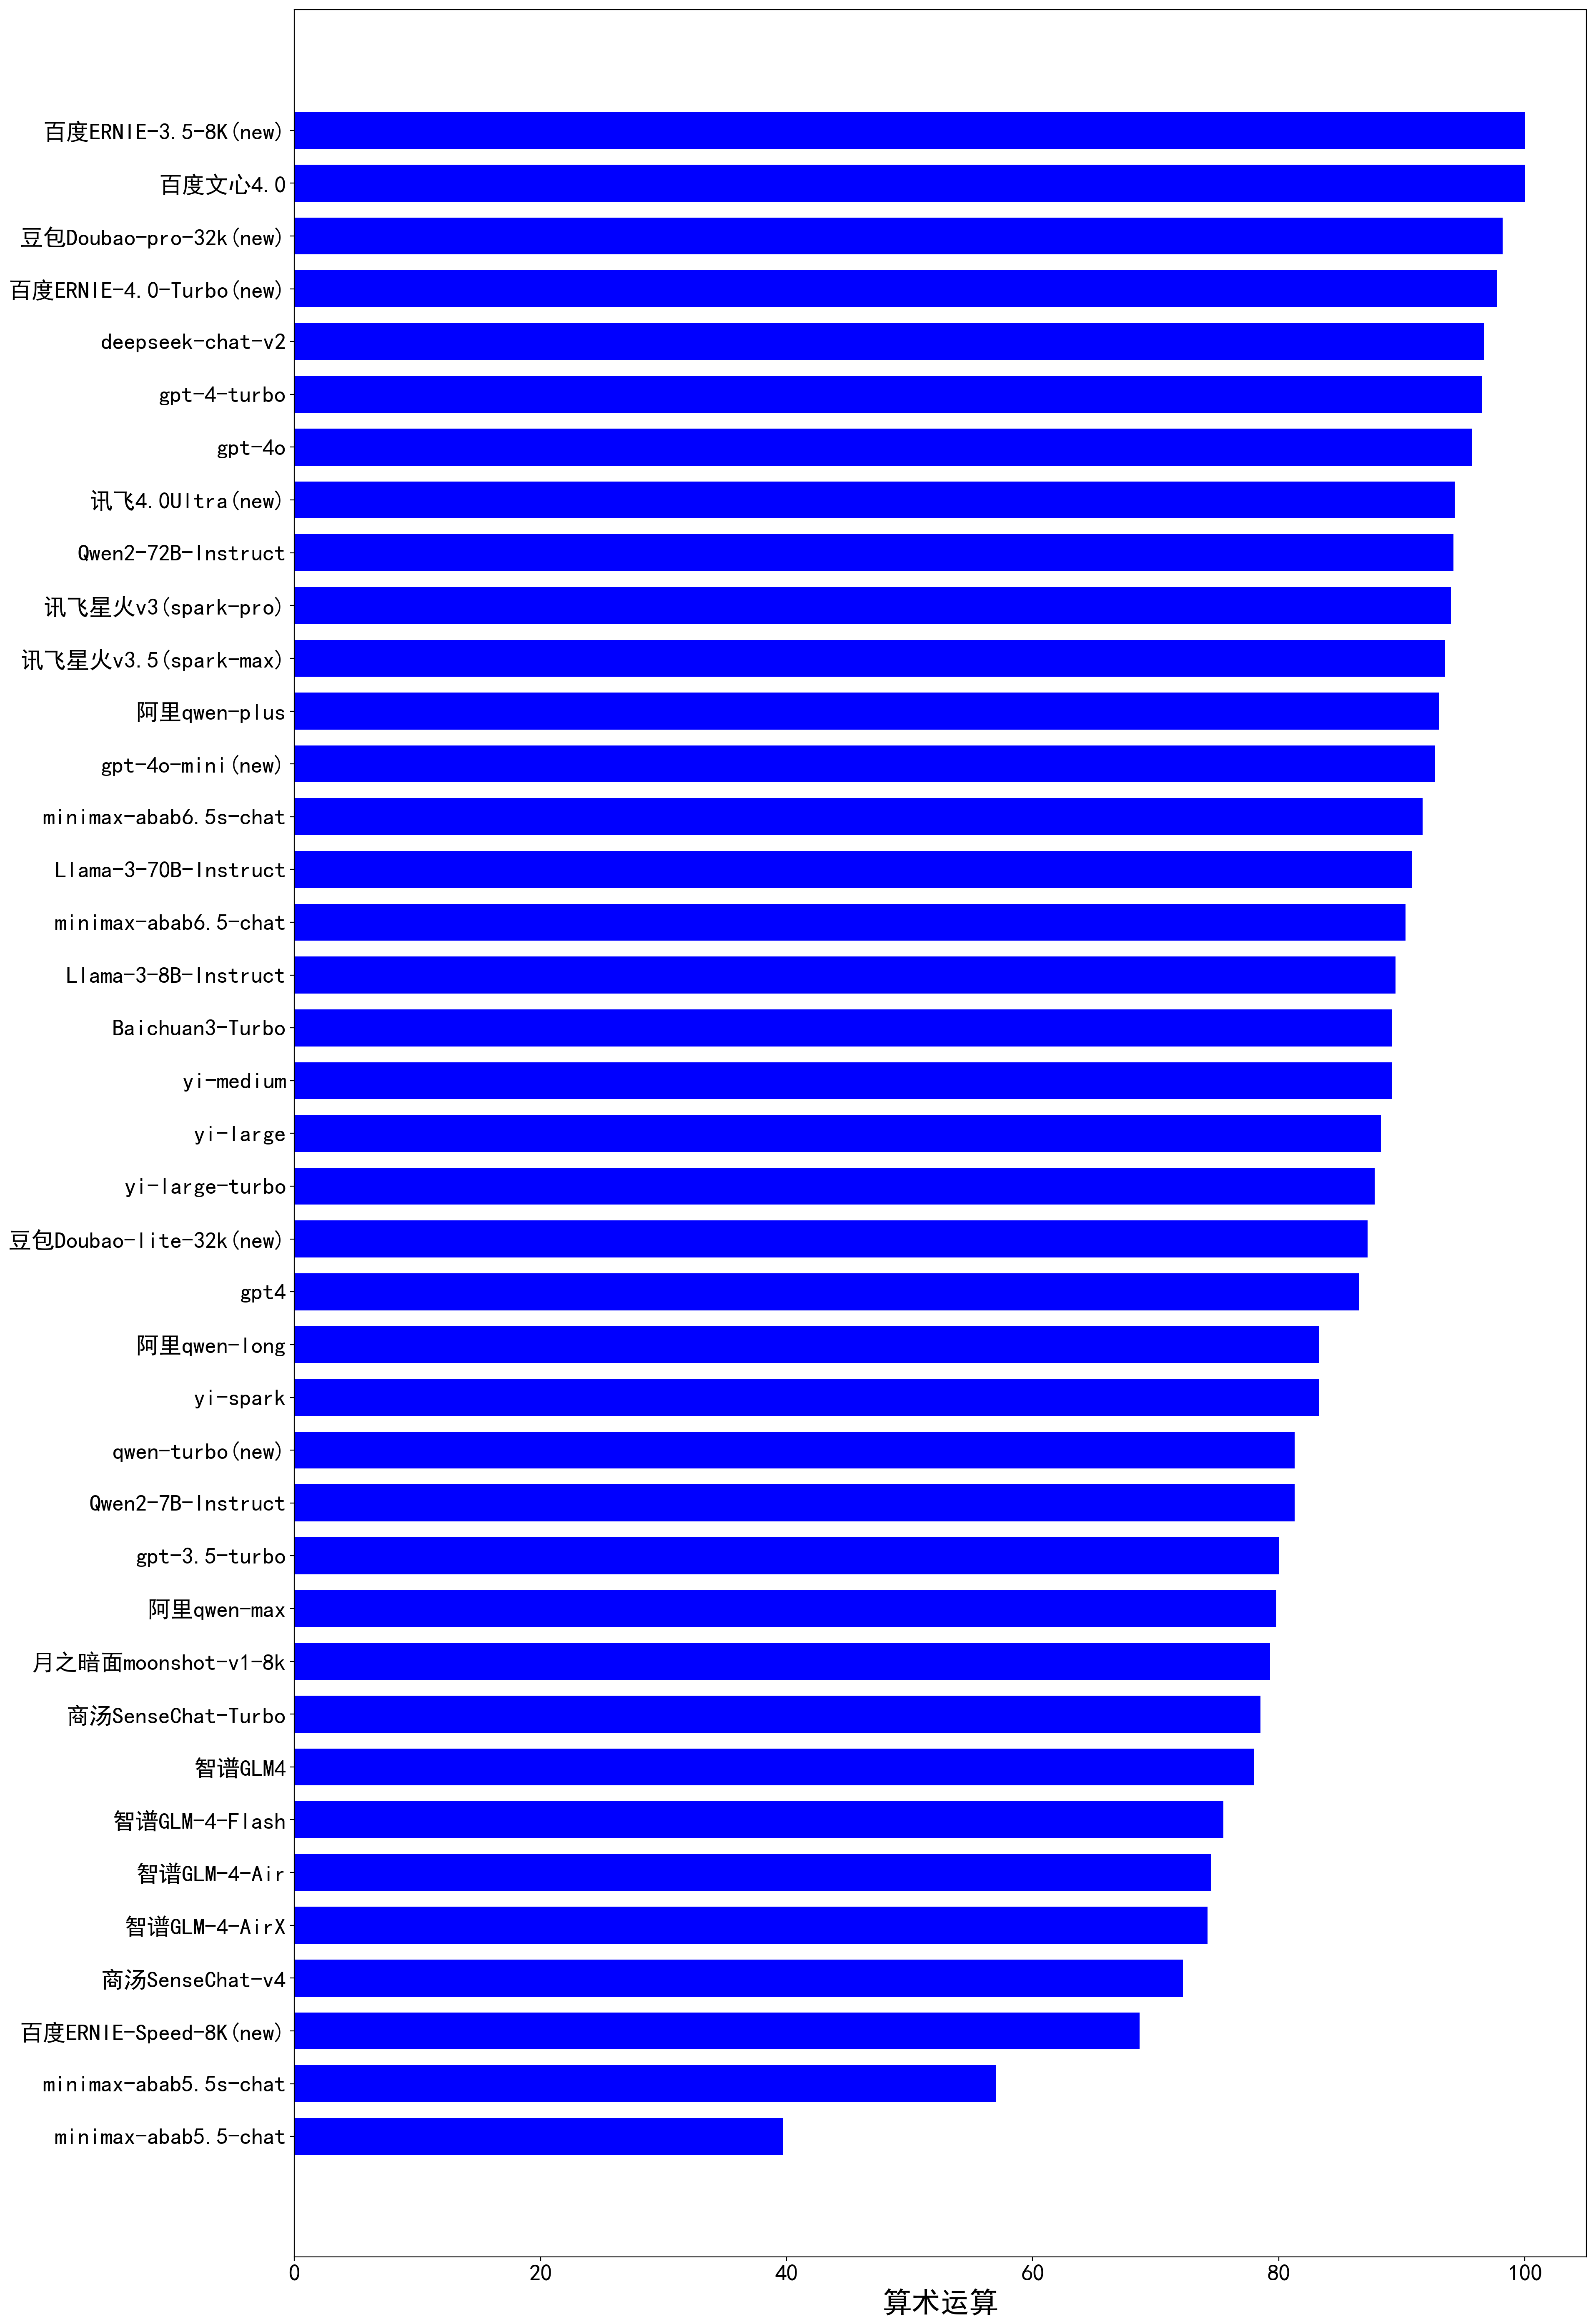 百度ERNIE-3.5-8K(new)
百度文心4.0
豆包Doubao-pro-32k(new)
百度ERNIE-4.0-Turbo(new)
deepseek-chat-v2
gpt-4-turbo
gpt-4o
讯飞4.0Ultra(new)
Qwen2-72B-Instruct
讯飞星火v3(spark-pro)
讯飞星火v3.5(spark-max)
阿里qwen-plus
gpt-4o-mini(new)
minimax-abab6.5s-chat
Llama-3-70B-Instruct
minimax-abab6.5-chat
Llama-3-8B-Instruct
Baichuan3-Turbo
yi-medium
yi-large
yi-large-turbo
豆包Doubao-lite-32k(new)
gpt4
阿里qwen-long
yi-spark
qwen-turbo(new)
Qwen2-7B-Instruct
gpt-3.5-turbo
阿里qwen-max
月之暗面moonshot-v1-8k
商汤SenseChat-Turbo
智谱GLM4
智谱GLM-4-Flash
智谱GLM-4-Air
智谱GLM-4-AirX
商汤SenseChat-v4
百度ERNIE-Speed-8K(new)
minimax-abab5.5s-chat
minimax-abab5.5-chat
0 20 40 60 80 100
算术运算